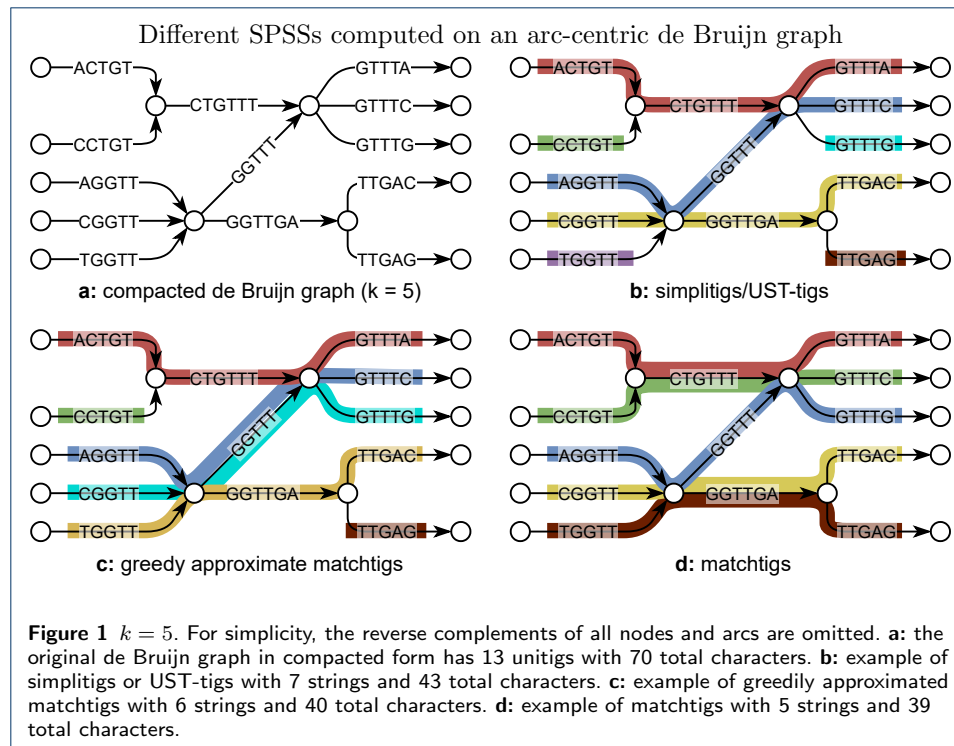 Different SPSSs computed on an arc-centric de Bruijn graph
ACTGT
CTGTTT
GTTTA
GTTTC
CCTGT
GTTTG
GGTTT
AGGTT
TTGAC
CGGTT
GGTTGA
TGGTT
TTGAG
a: compacted de Bruijn graph (k = 5)
ACTGT
CTGTTT
GTTTA
GTTTC
CCTGT
GTTTG
GGTTT
AGGTT
TTGAC
CGGTT
GGTTGA
TGGTT
TTGAG
b: simplitigs/UST-tigs
ACTGT
CTGTTT
GTTTA
GTTTC
CCTGT
GTTTG
GGTTT
AGGTT
TTGAC
CGGTT
GGTTGA
TGGTT
TTGAG
c: greedy approximate matchtigs
ACTGT
CTGTTT
GTTTA
GTTTC
CCTGT
GTTTG
GGTTT
AGGTT
TTGAC
CGGTT
GGTTGA
TGGTT
TTGAG
d: matchtigs
Figure 1 k = 5. For simplicity, the reverse complements of all nodes and arcs are omitted. a: the
original de Bruijn graph in compacted form has 13 unitigs with 70 total characters. b: example of
simplitigs or UST-tigs with 7 strings and 43 total characters. c: example of greedily approximated
matchtigs with 6 strings and 40 total characters. d: example of matchtigs with 5 strings and 39
total characters.